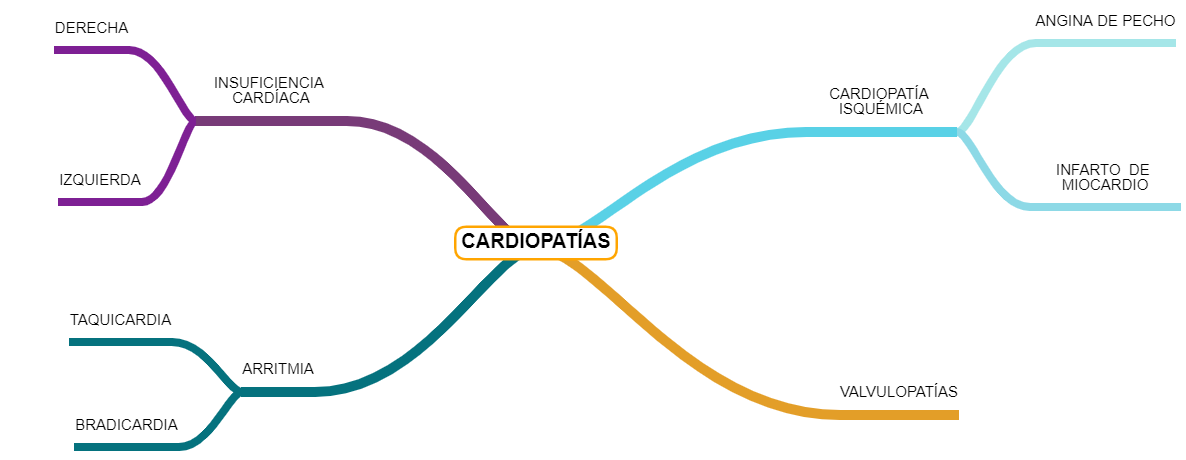 DERECHA
INSUFICIENCIA
CARDÍACA
IZQUIERDA
ANGINA DE PECHO
CARDIOPATÍA
ISQUÉMICA
INFARTO DE
MIOCARDIO
CARDIOPATÍAS
TAQUICARDIA
ARRITMIA
BRADICARDIA
VALVULOPATÍAS